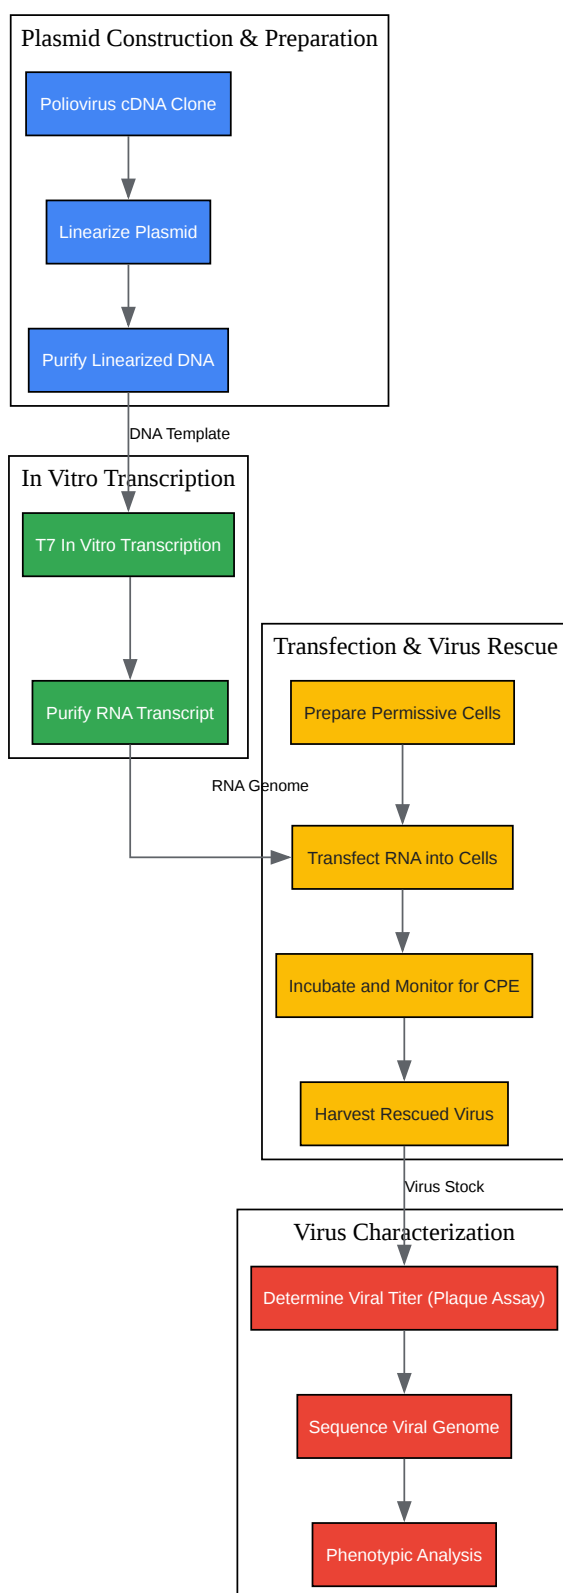 Plasmid Construction & Preparation
Poliovirus cDNA Clone
Linearize Plasmid
Purify Linearized DNA
DNA Template
In Vitro Transcription
T7 In Vitro Transcription
Purify RNA Transcript
RNA Genome
Transfection & Virus Rescue
Prepare Permissive Cells
Transfect RNA into Cells
Incubate and Monitor for CPE
Harvest Rescued Virus
Virus Stock
Virus Characterization
Determine Viral Titer (Plaque Assay)
Sequence Viral Genome
Phenotypic Analysis